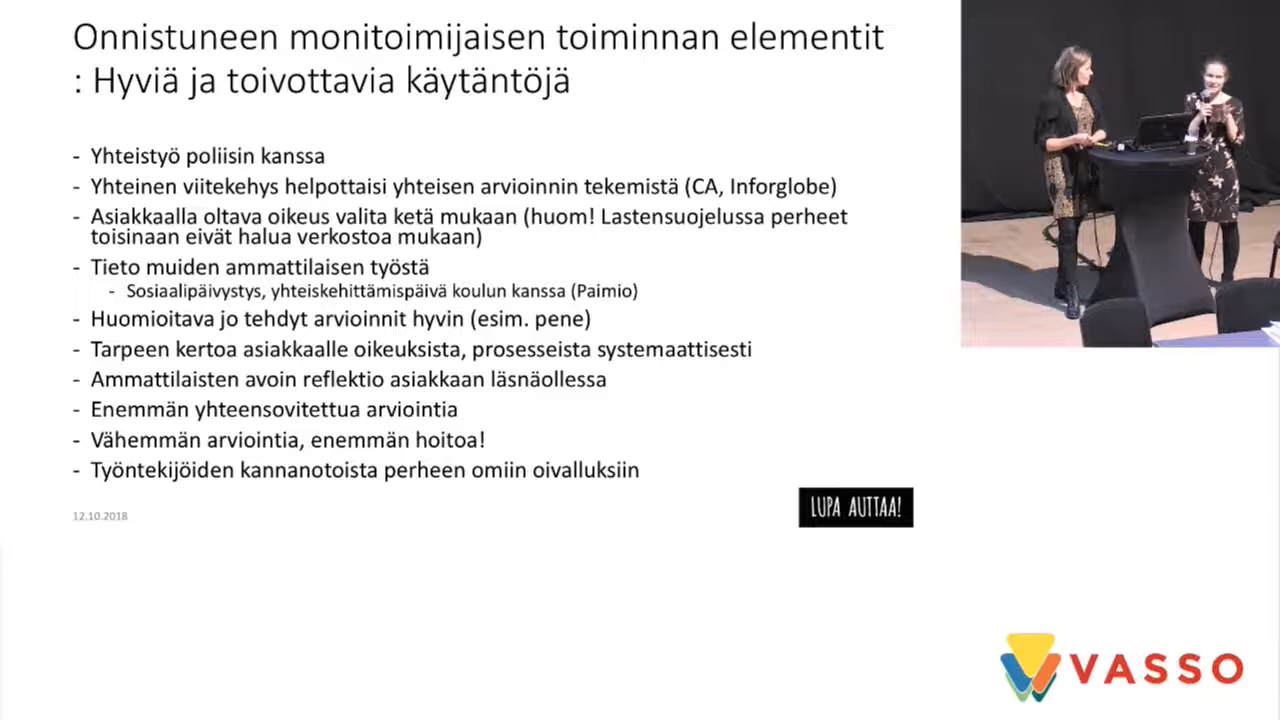 Onnistuneen monitoimijaisen toiminnan elementit
: Hyviä ja toivottavia käytäntöjä
- Yhteistyö poliisin kanssa
- Yhteinen viitekehys helpottaisi yhteisen arvioinnin tekemistä (CA, Inforglobe)
- Asiakkaalla oltava oikeus valita ketä mukaan (huom! Lastensuojelussa perheet
toisinaan eivät halua verkostoa mukaan)
- Tieto muiden ammattilaisen työstä
- Sosiaalipäivystys, yhteiskehittämispäivä koulun kanssa (Paimio)
- Huomioitava jo tehdyt arvioinnit hyvin (esim. pene)
- Tarpeen kertoa asiakkaalle oikeuksista, prosesseista systemaattisesti
- Ammattilaisten avoin reflektio asiakkaan läsnäollessa
- Enemmän yhteensovitettua arviointia
- Vähemmän arviointia, enemmän hoitoa!
- Työntekijöiden kannanotoista perheen omiin oivalluksiin
12.10.2018
LUPA AUTTAA!
VASSO